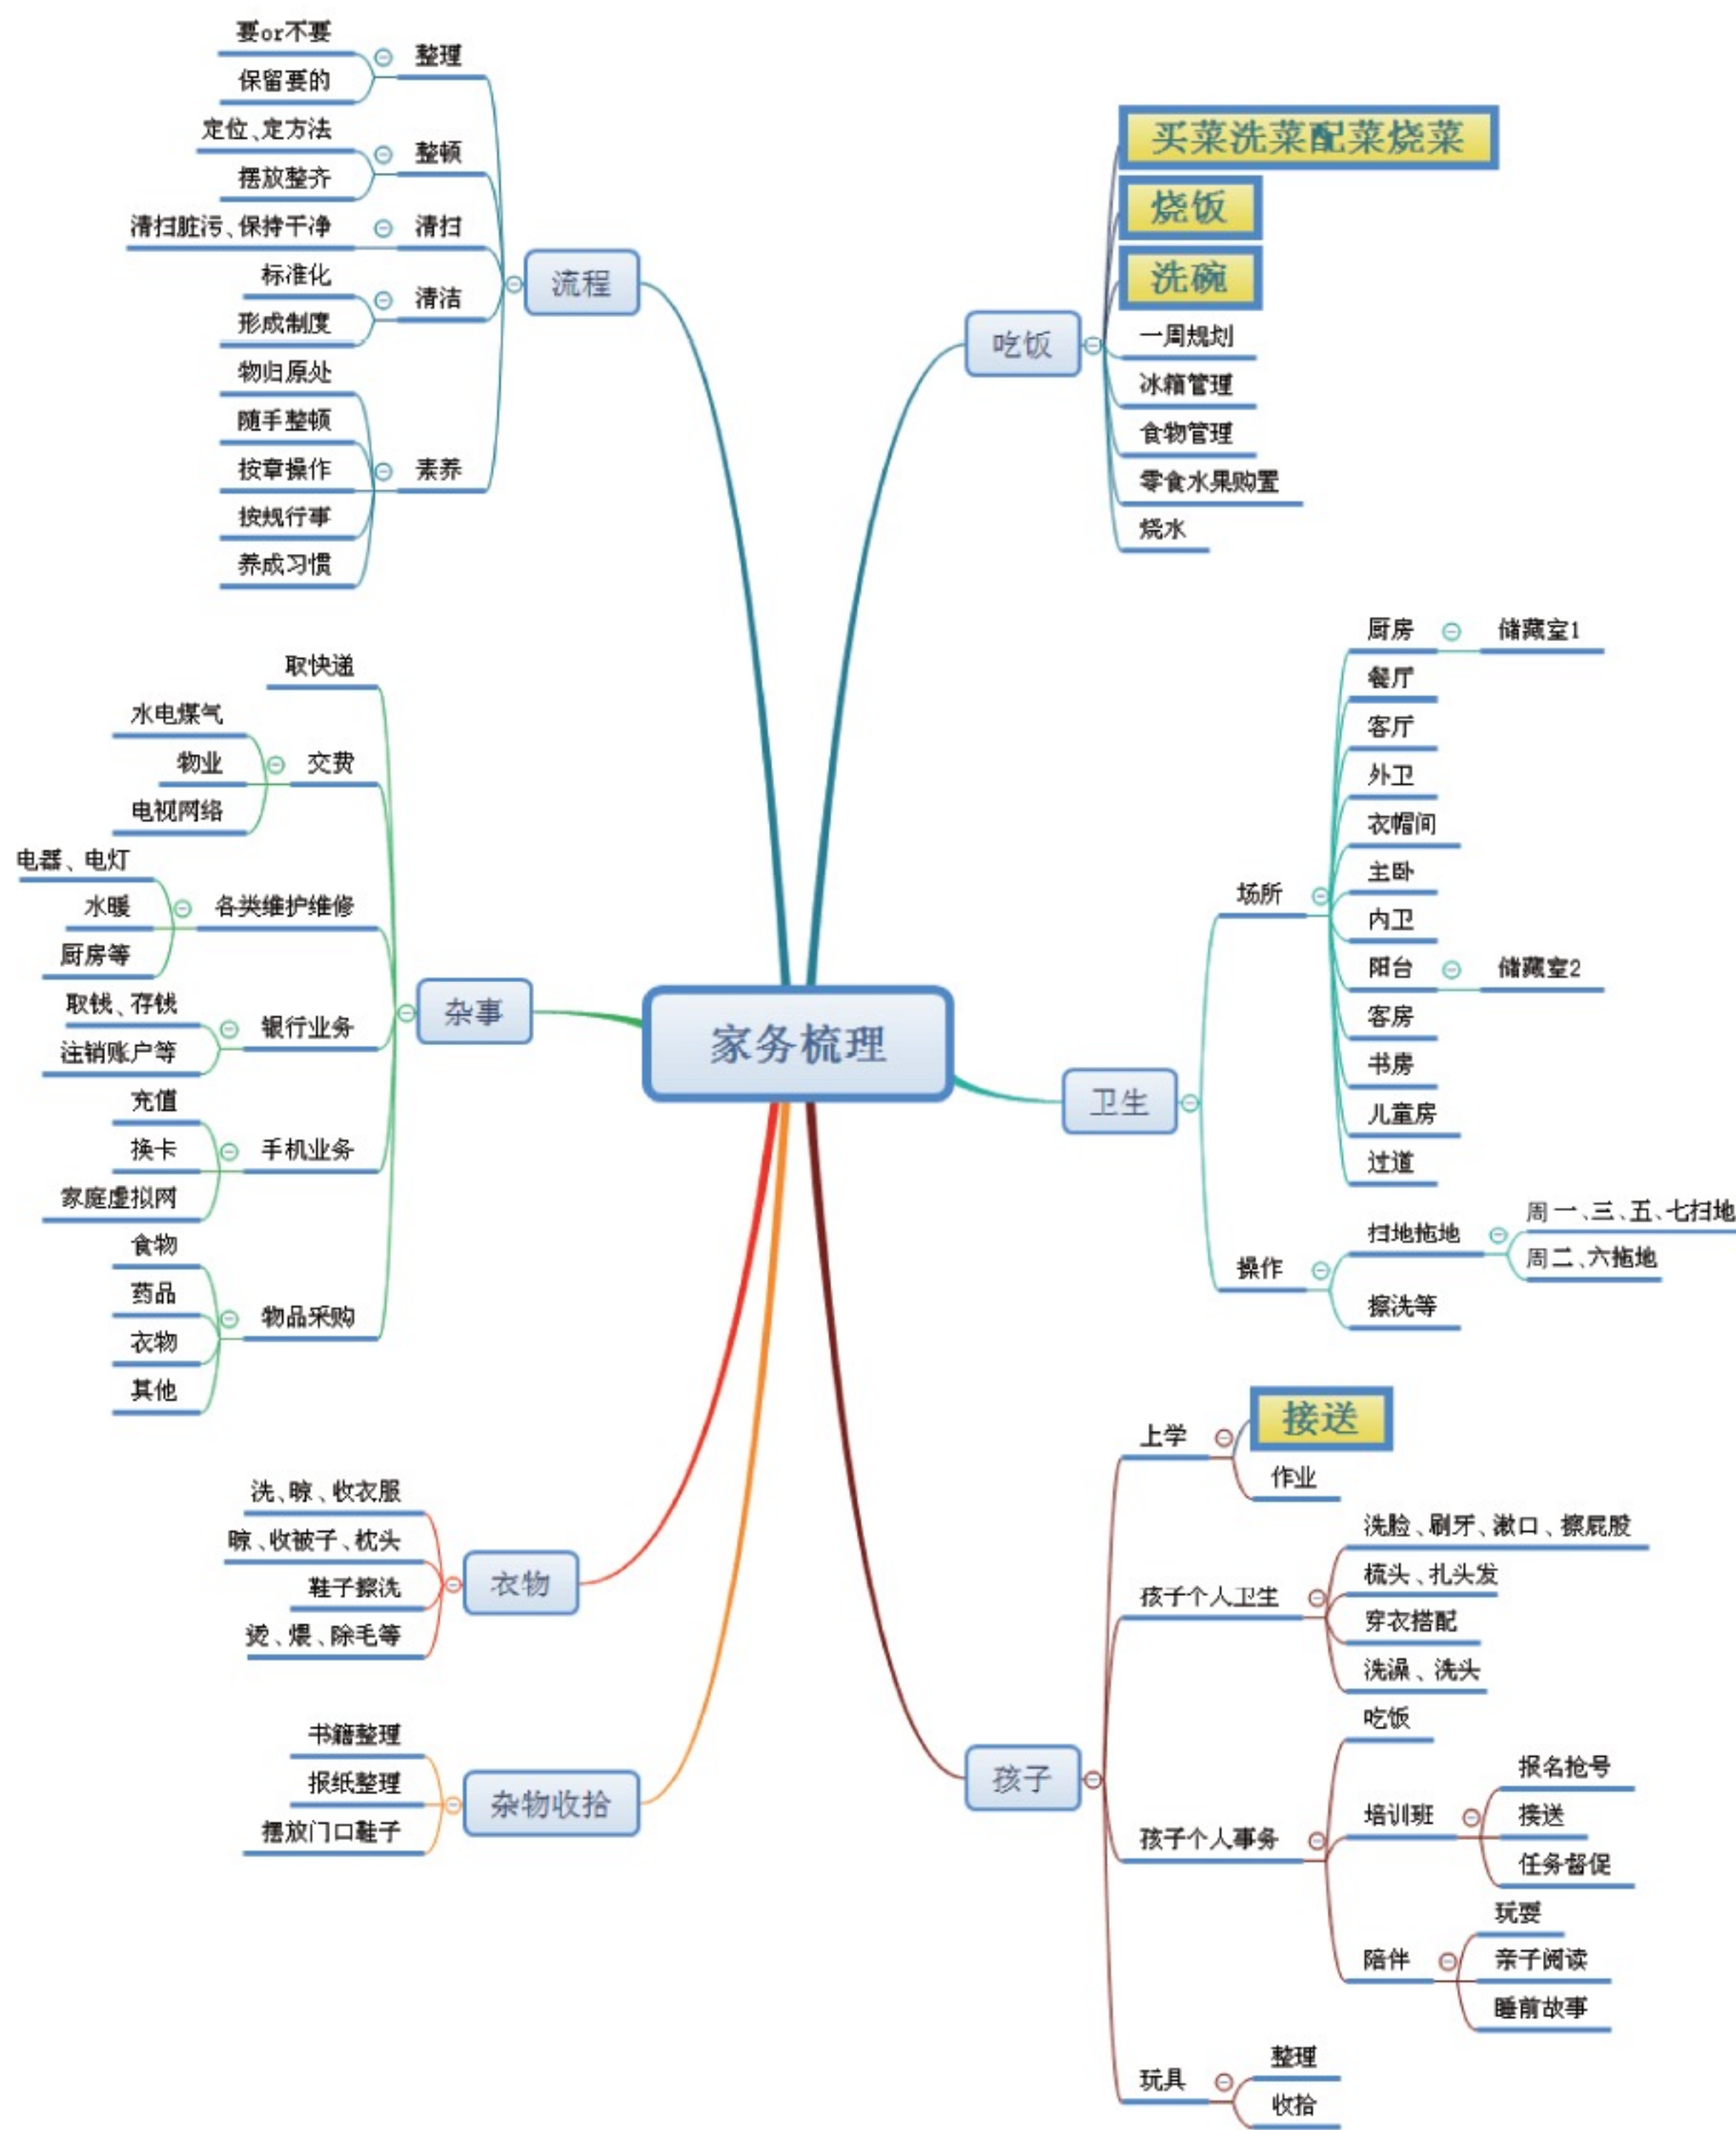 家务梳理
吃饭
买菜洗菜配菜烧菜
烧饭
洗碗
一周规划
冰箱管理
食物管理
零食水果购置
烧水
卫生
场所
厨房
储藏室1
餐厅
客厅
外卫
衣帽间
主卧
内卫
阳台
储藏室2
客房
书房
儿童房
过道
操作
扫地拖地
周一、三、五、七扫地
周二、六拖地
擦洗等
孩子
上学
接送
作业
孩子个人卫生
洗脸、刷牙、漱口、擦屁股
梳头、扎头发
穿衣搭配
洗澡、洗头
孩子个人事务
吃饭
培训班
报名抢号
接送
任务督促
陪伴
玩耍
亲子阅读
睡前故事
玩具
整理
收拾
流程
整理
要or不要
保留要的
整顿
定位、定方法
摆放整齐
清扫
清扫脏污、保持干净
清洁
标准化
形成制度
素养
物归原处
随手整顿
按章操作
按规行事
养成习惯
杂事
取快递
交费
水电煤气
物业
电视网络
各类维护维修
电器、电灯
水暖
厨房等
银行业务
取钱、存钱
注销账户等
手机业务
充值
换卡
家庭虚拟网
物品采购
食物
药品
衣物
其他
衣物
洗、晾、收衣服
晾、收被子、枕头
鞋子擦洗
烫、煨、除毛等
杂物收拾
书籍整理
报纸整理
摆放门口鞋子